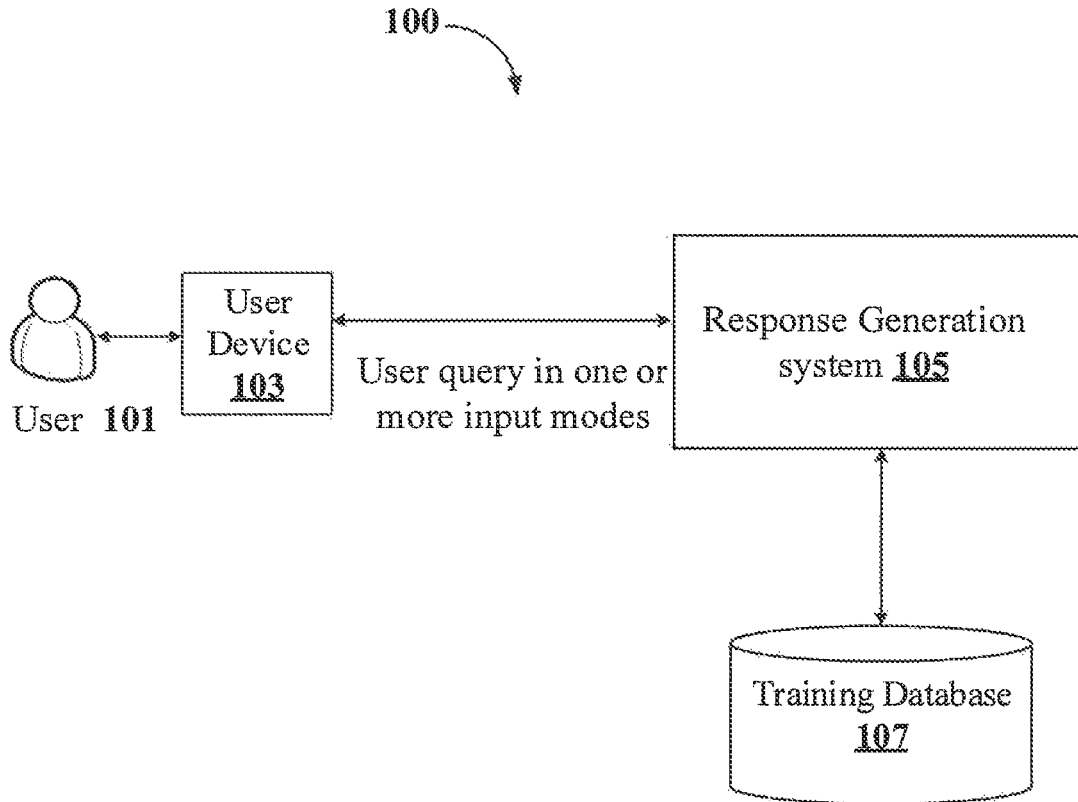 100
User
Device
103
User 101
User query in one or
more input modes
Response Generation
system 105
Training Database
107